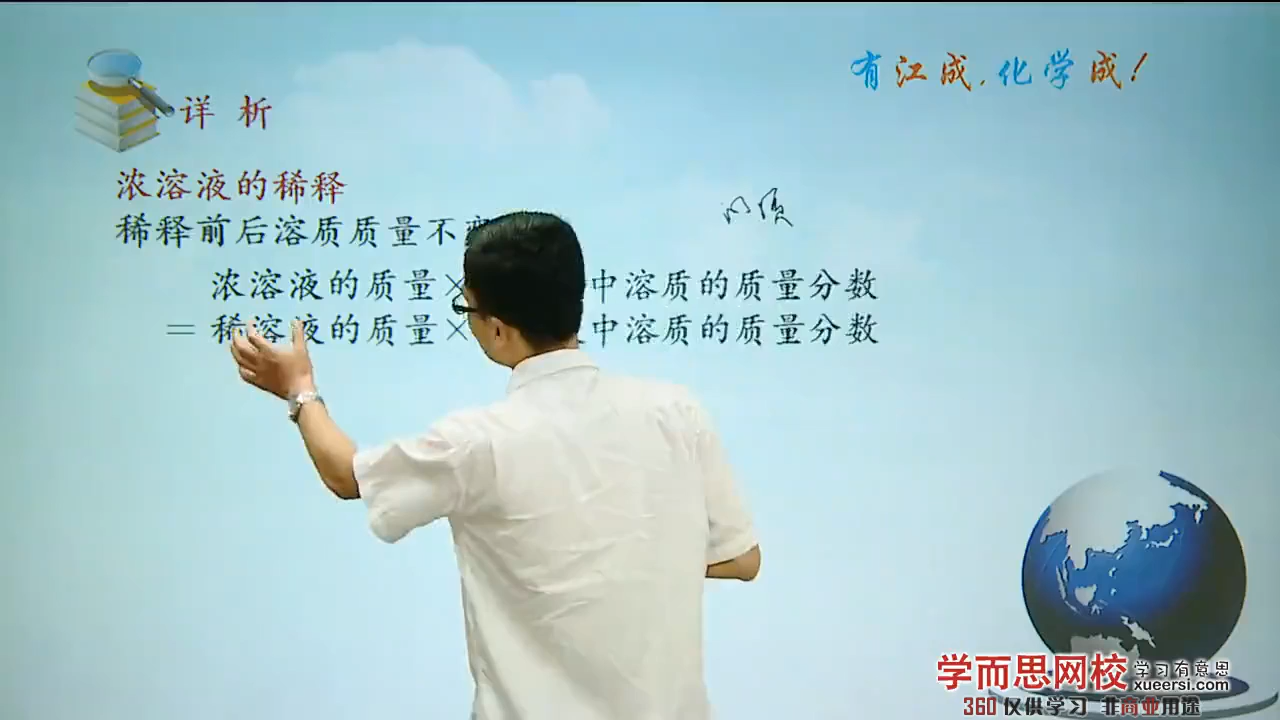 有江成,化学成!
详 析
浓溶液的稀释
稀释前后溶质质量不
浓溶液的质量× 中溶质的质量分数
= 稀溶液的质量× 中溶质的质量分数
学而思网校 学习有意思
xueersi.com
360 仅供学习 非商业用途